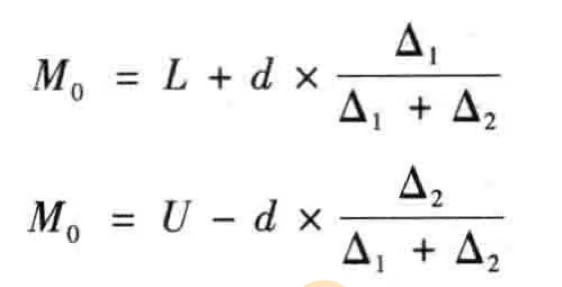 M₀ = L + d × Δ₁ / (Δ₁ + Δ₂)
M₀ = U − d × Δ₂ / (Δ₁ + Δ₂)